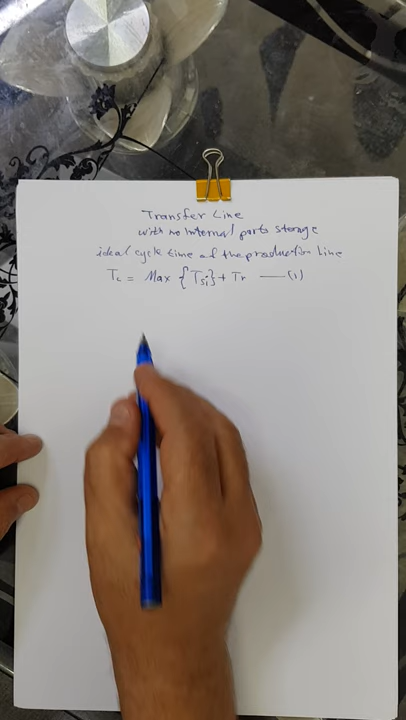 Transfer Line
with no Internal parts storage
ideal cycle time of the production Line
Tc = Max {Tsi} + Tr —(1)